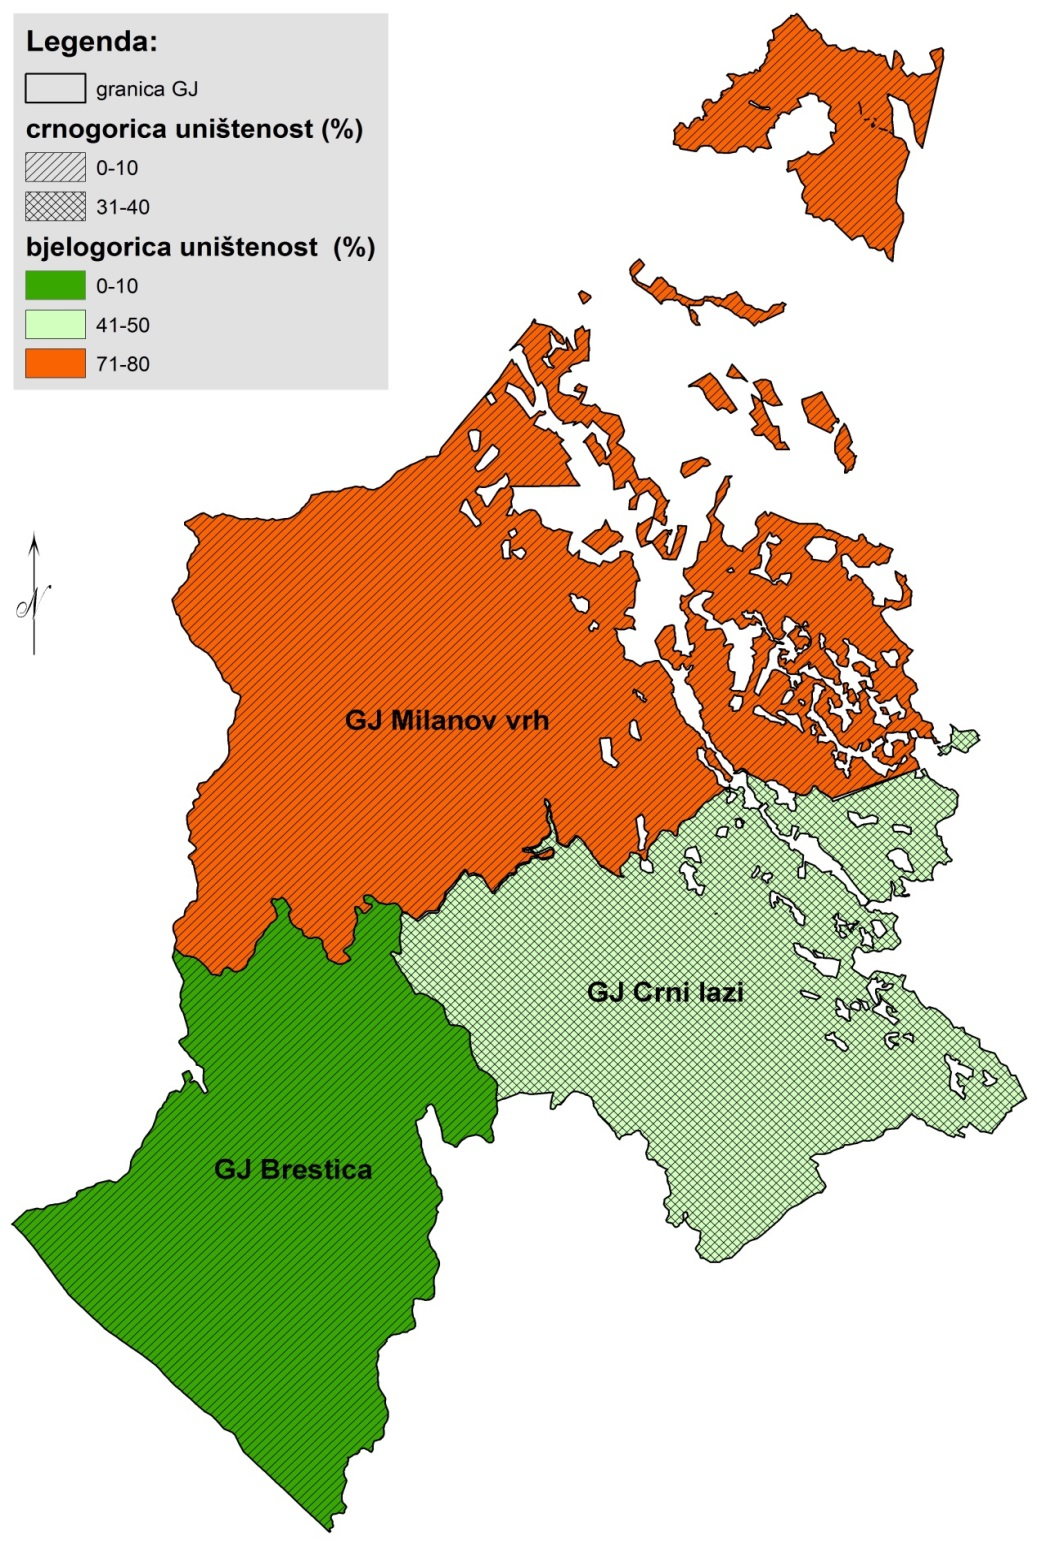 Legenda:
granica GJ
crnogorica uništenost (%)
0-10
31-40
bjelogorica uništenost (%)
0-10
41-50
71-80
N
GJ Milanov vrh
GJ Crni lazi
GJ Brestica